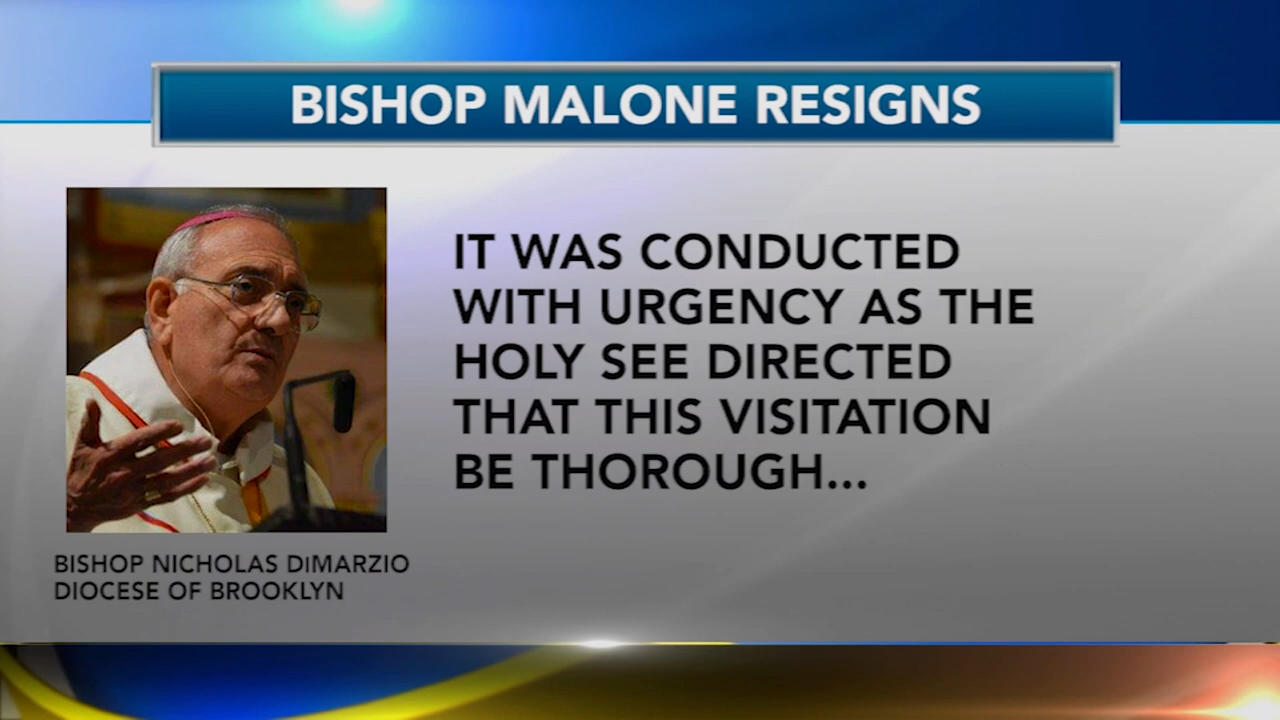 BISHOP MALONE RESIGNS
IT WAS CONDUCTED
WITH URGENCY AS THE
HOLY SEE DIRECTED
THAT THIS VISITATION
BE THOROUGH...
BISHOP NICHOLAS DiMARZIO
DIOCESE OF BROOKLYN